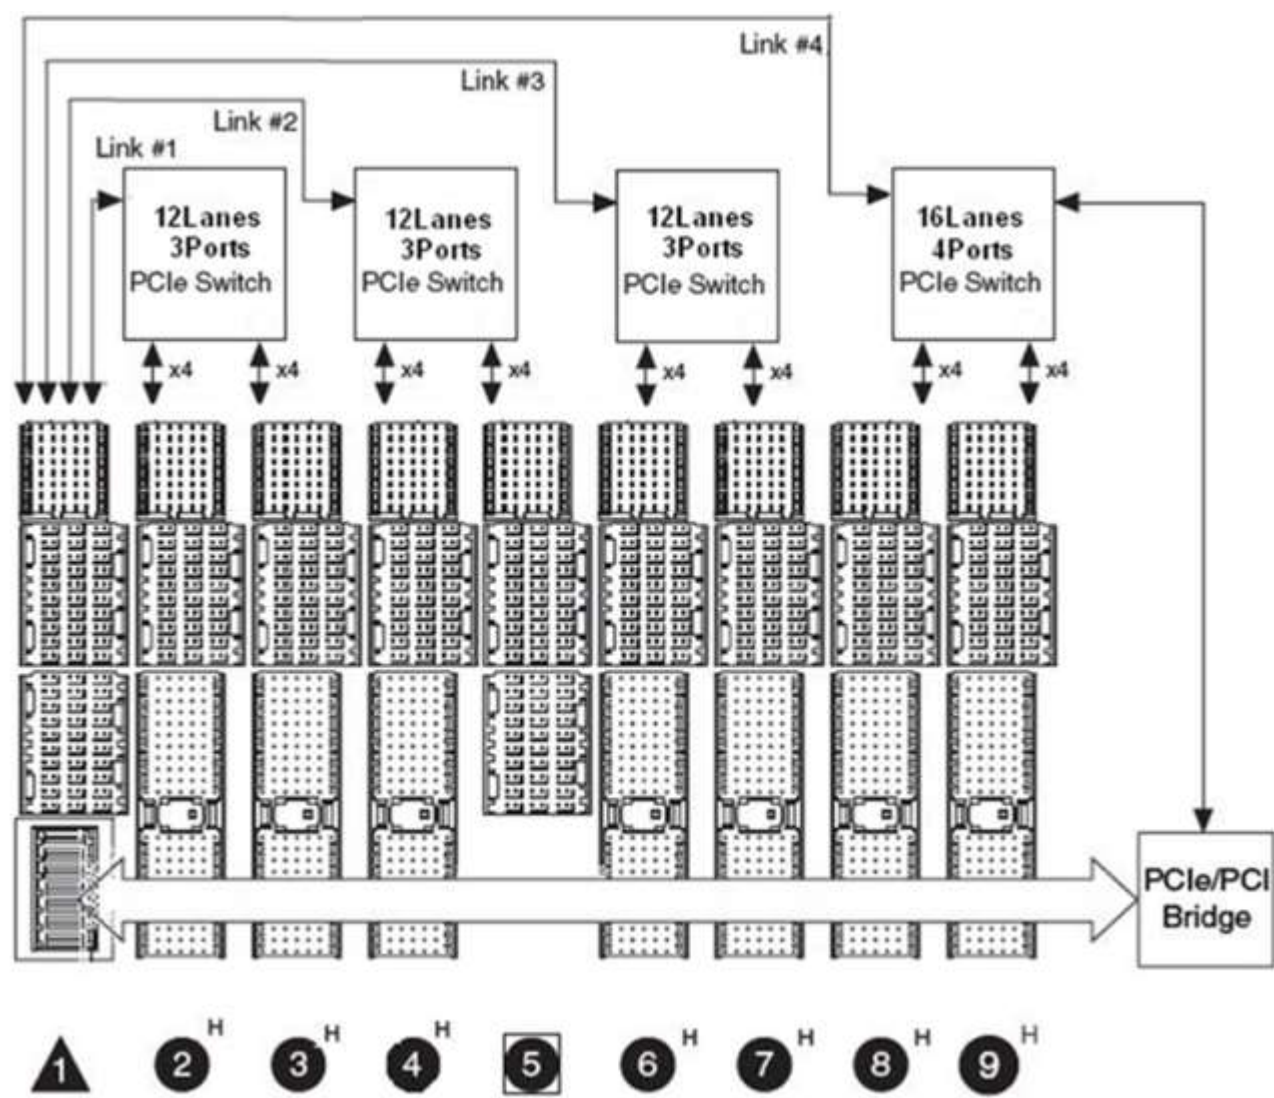 Link #4
Link #3
Link #2
Link #1
12Lanes
3Ports
PCIe Switch
12Lanes
3Ports
PCIe Switch
12Lanes
3Ports
PCIe Switch
16Lanes
4Ports
PCIe Switch
x4
x4
x4
x4
x4
x4
x4
x4
PCIe/PCI
Bridge
1
2 H
3 H
4 H
5
6 H
7 H
8 H
9 H